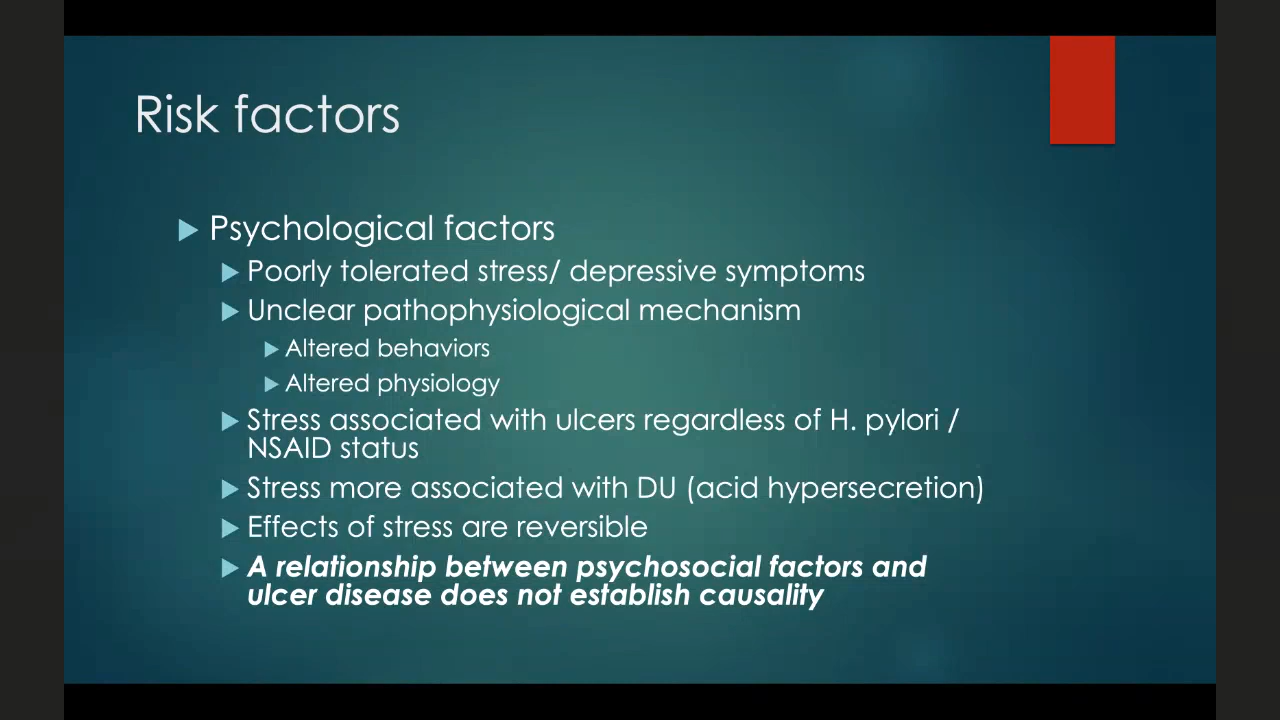 Risk factors
Psychological factors
Poorly tolerated stress/ depressive symptoms
Unclear pathophysiological mechanism
Altered behaviors
Altered physiology
Stress associated with ulcers regardless of H. pylori /
NSAID status
Stress more associated with DU (acid hypersecretion)
Effects of stress are reversible
A relationship between psychosocial factors and
ulcer disease does not establish causality